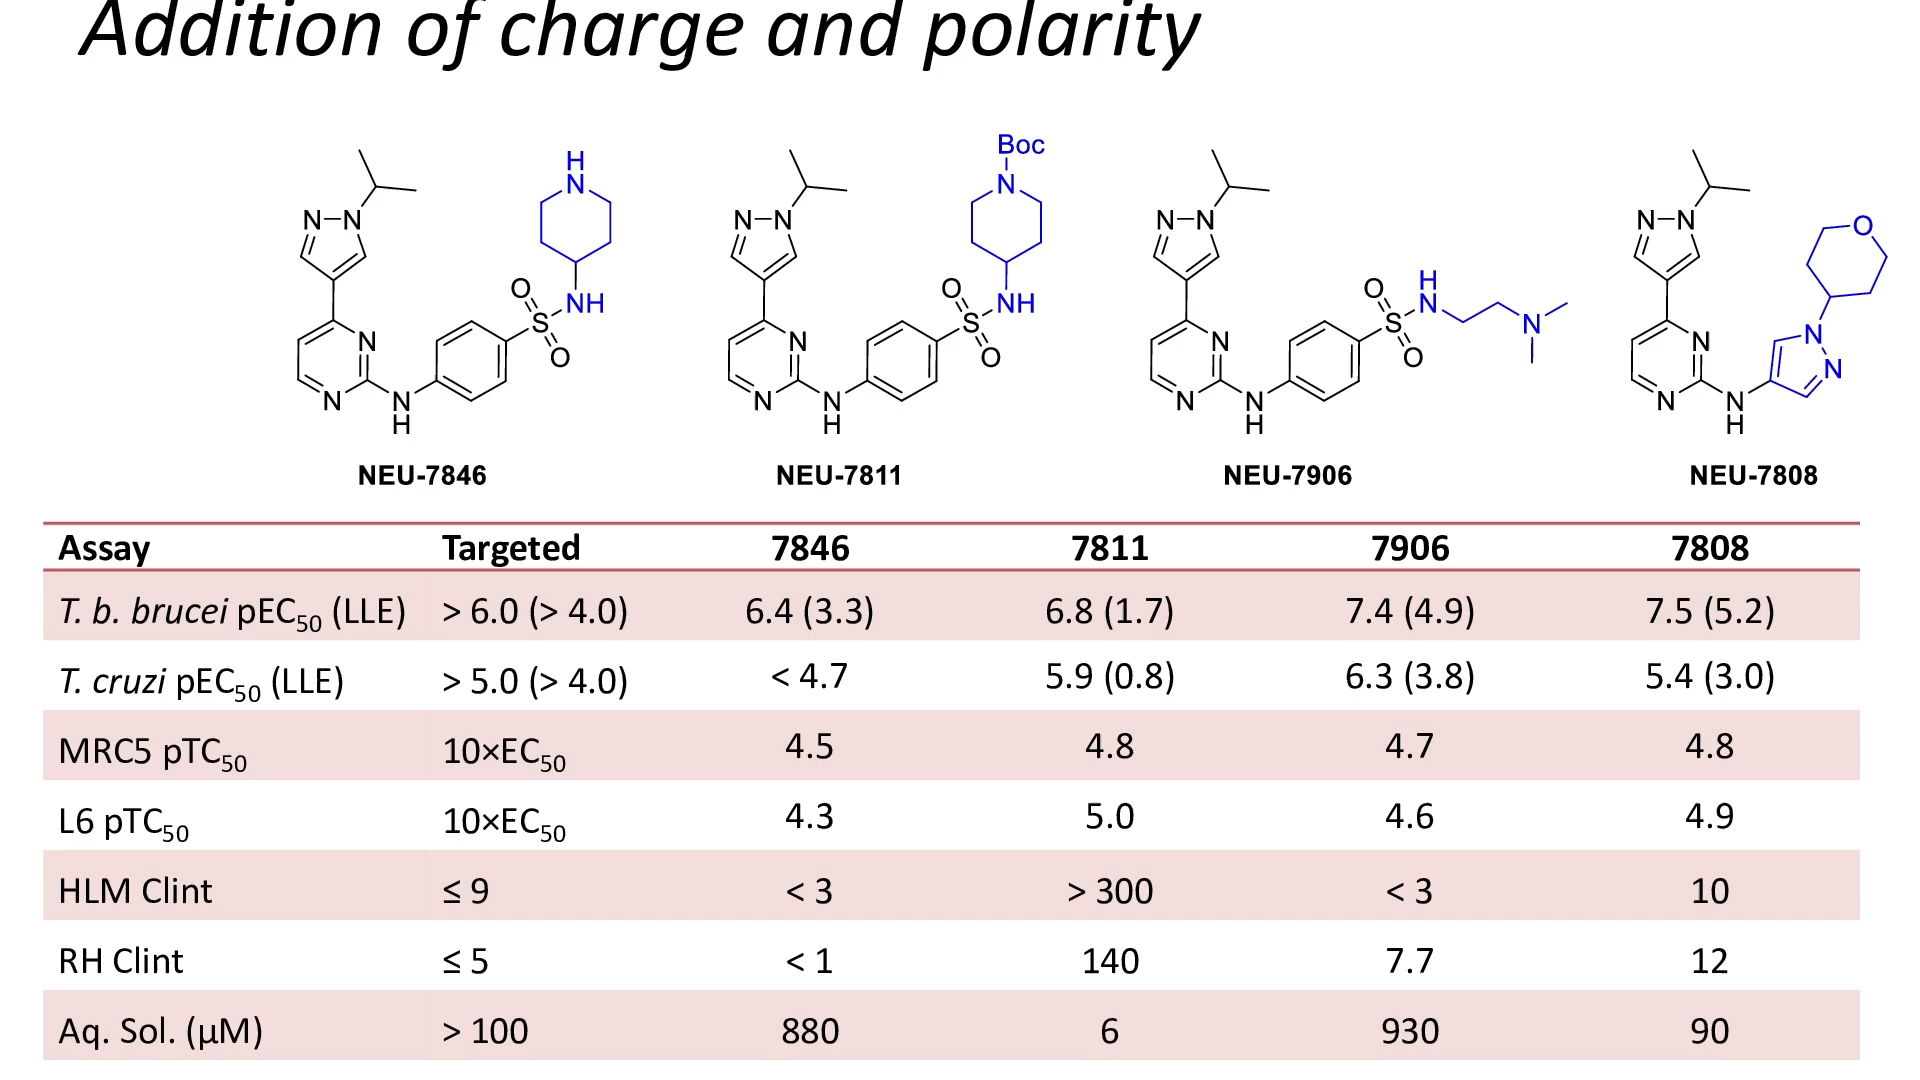 Addition of charge and polarity
Boc
H
N
N
N N
N N
N N
N N
O
O
NH
O
NH
O
H
N
N
N
S
O
S
O
S
O
N
N
N
N
N
N
N
N
N
N
N
H
N
H
N
H
N
H
NEU-7846 NEU-7811 NEU-7906 NEU-7808
Assay Targeted 7846 7811 7906 7808
T. b. brucei pEC50 (LLE) > 6.0 (> 4.0) 6.4 (3.3) 6.8 (1.7) 7.4 (4.9) 7.5 (5.2)
T. cruzi pEC50 (LLE) > 5.0 (> 4.0) < 4.7 5.9 (0.8) 6.3 (3.8) 5.4 (3.0)
MRC5 pTC50 10×EC50 4.5 4.8 4.7 4.8
L6 pTC50 10×EC50 4.3 5.0 4.6 4.9
HLM Clint ≤ 9 < 3 > 300 < 3 10
RH Clint ≤ 5 < 1 140 7.7 12
Aq. Sol. (μM) > 100 880 6 930 90